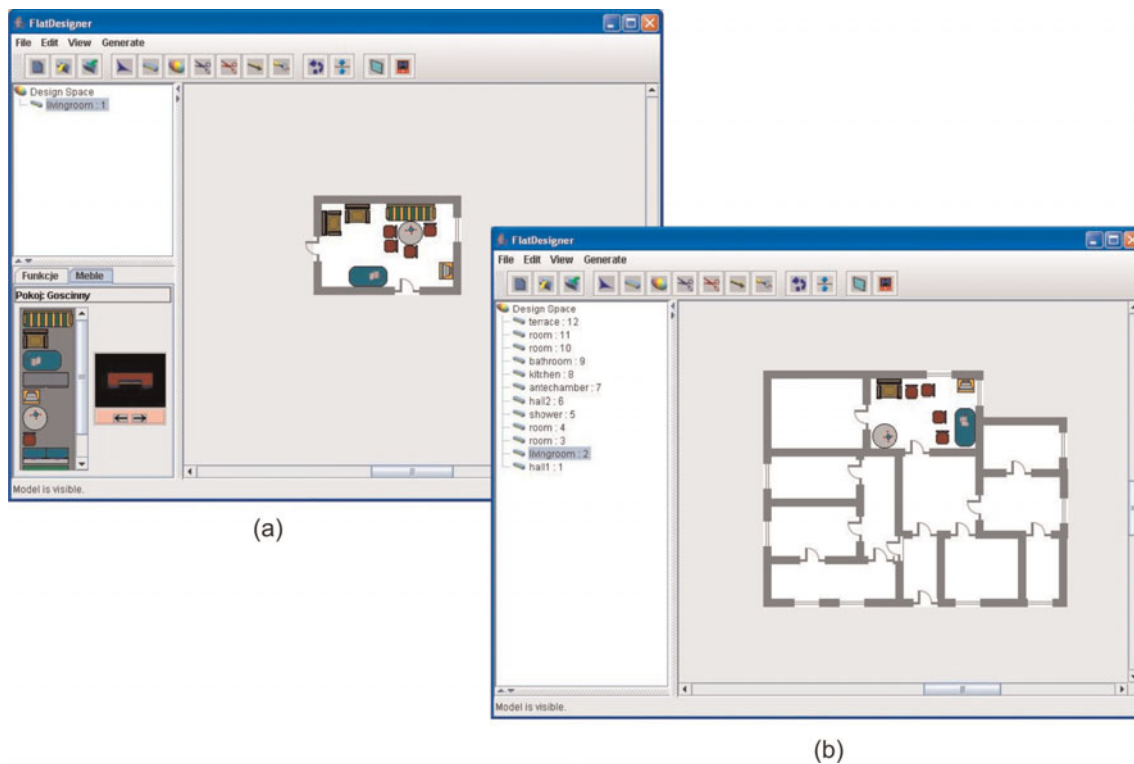 FlatDesigner
File Edit View Generate
Design Space
livingroom : 1
Funkcje Meble
Pokoj: Goscinny
Model is visible.
(a)
FlatDesigner
File Edit View Generate
Design Space
terrace : 12
room : 11
room : 10
bathroom : 9
kitchen : 8
antechamber : 7
hall2 : 6
shower : 5
room : 4
room : 3
livingroom : 2
hall1 : 1
Model is visible.
(b)